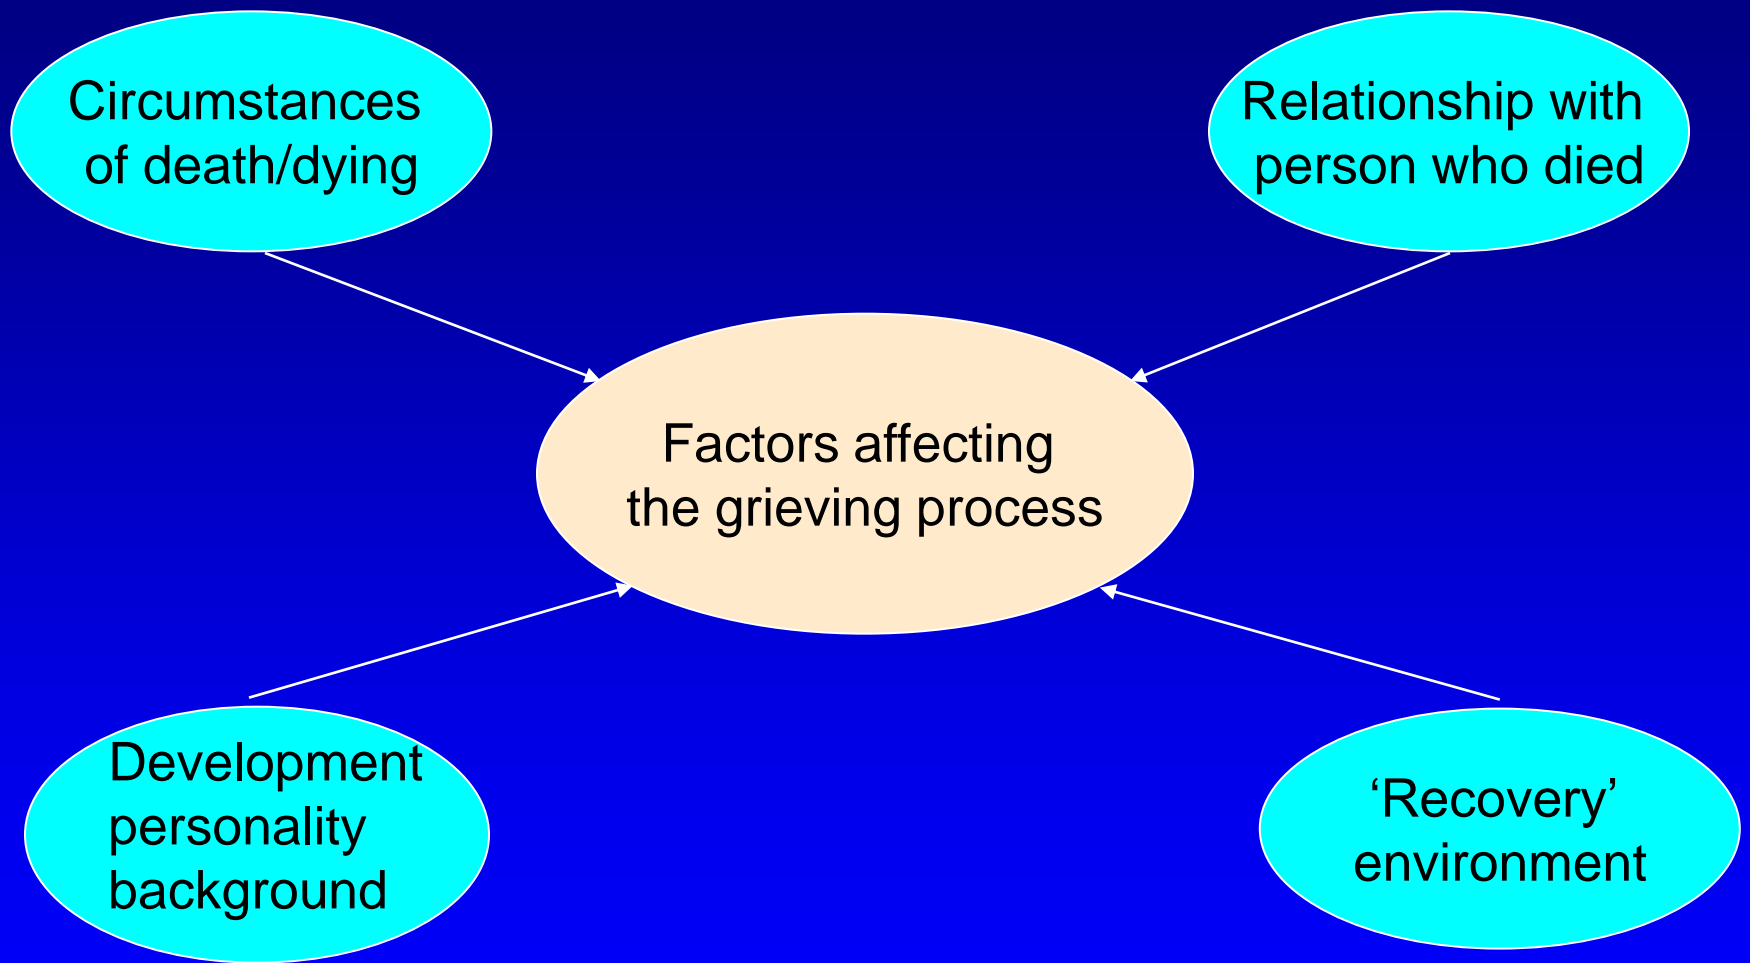 Circumstances
of death/dying
Relationship with
person who died
Factors affecting
the grieving process
Development
personality
background
‘Recovery’
environment